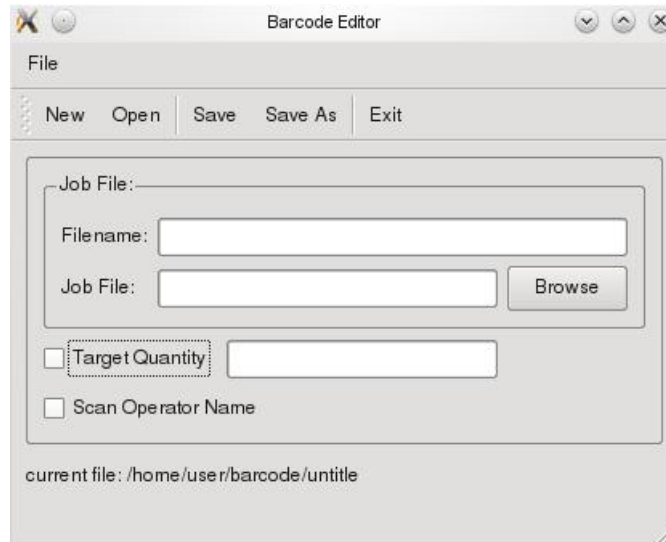 Barcode Editor
File
New Open Save Save As Exit
Job File:
Filename:
Job File: Browse
Target Quantity
Scan Operator Name
current file: /home/user/barcode/untitle